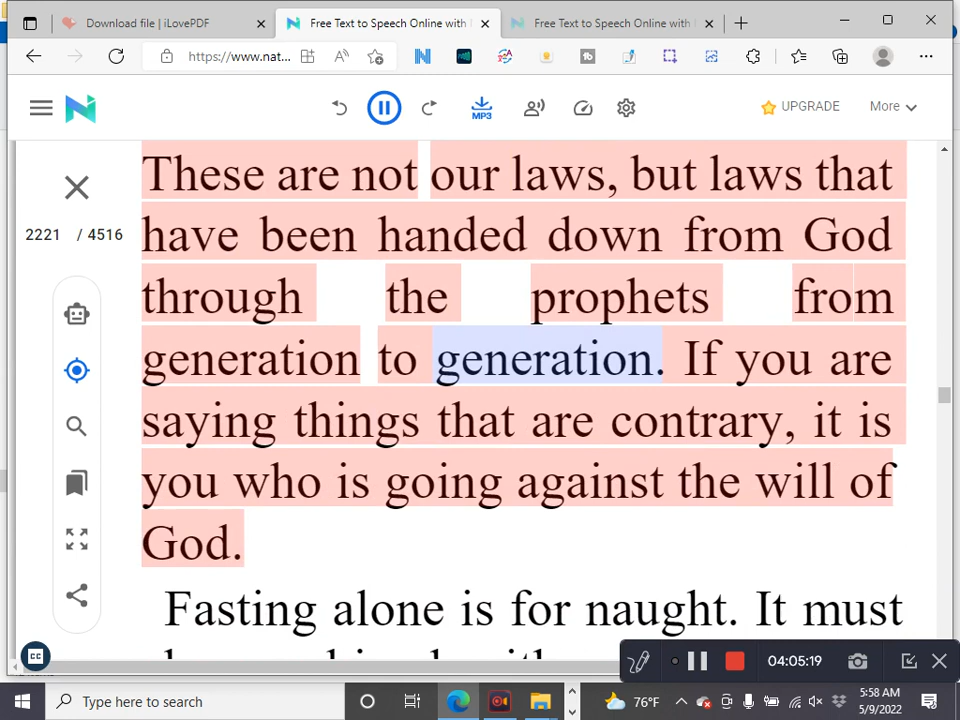 Download file | iLovePDF
Free Text to Speech Online with
Free Text to Speech Online with
https://www.nat...
MP3
UPGRADE
More
These are not our laws, but laws that
have been handed down from God
through the prophets from
generation to generation. If you are
saying things that are contrary, it is
you who is going against the will of
God.
Fasting alone is for naught. It must
2221 / 4516
CC
04:05:19
Type here to search
76°F
5:58 AM
5/9/2022